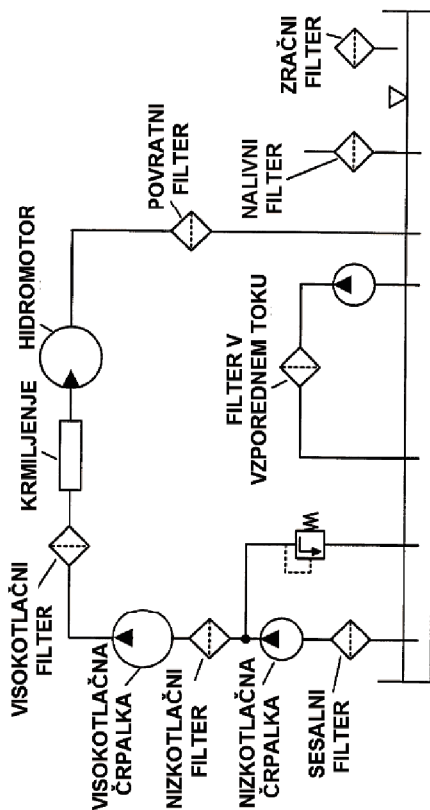 VISOKOTLAČNI
FILTER
KRMILJENJE
HIDROMOTOR
POVRATNI
FILTER
VISOKOTLAČNA
ČRPALKA
NIZKOTLAČNI
FILTER
NIZKOTLAČNA
ČRPALKA
SESALNI
FILTER
FILTER V
VZPOREDNEM TOKU
NALIVNI
FILTER
ZRAČNI
FILTER